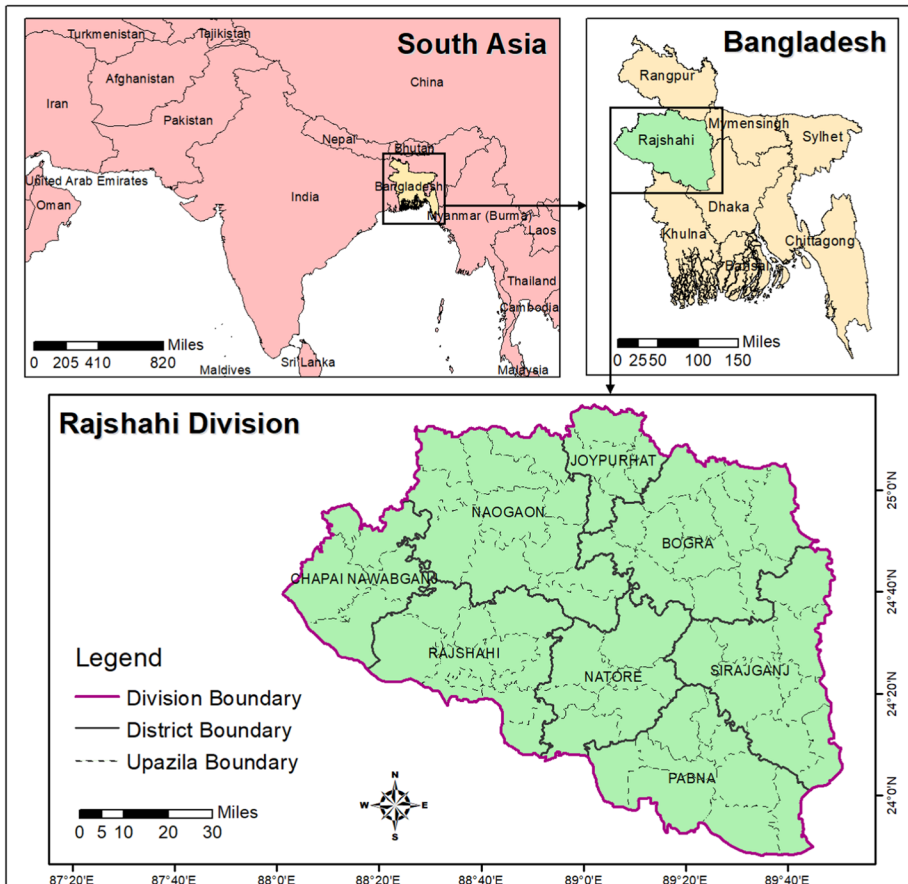 South Asia
Turkmenistan
Tajikistan
Afghanistan
China
Iran
Pakistan
Nepal
Bhutan
United Arab Emirates
Bangladesh
India
Oman
Myanmar (Burma)
Laos
Thailand
Cambodia
Miles
0 205 410 820
Maldives
Sri Lanka
Malaysia
Bangladesh
Rangpur
Mymensingh
Sylhet
Rajshahi
Dhaka
Khulna
Chittagong
Barisal
Miles
0 2550 100 150
Rajshahi Division
JOYPURHAT
NAOGAON
BOGRA
CHAPAI NAWABGANJ
RAJSHAHI
NATORE
SIRAJGANJ
PABNA
Legend
Division Boundary
District Boundary
Upazila Boundary
Miles
0 5 10 20 30
N
W E
S
25°0'N
24°40'N
24°20'N
24°0'N
87°20'E 87°40'E 88°0'E 88°20'E 88°40'E 89°0'E 89°20'E 89°40'E